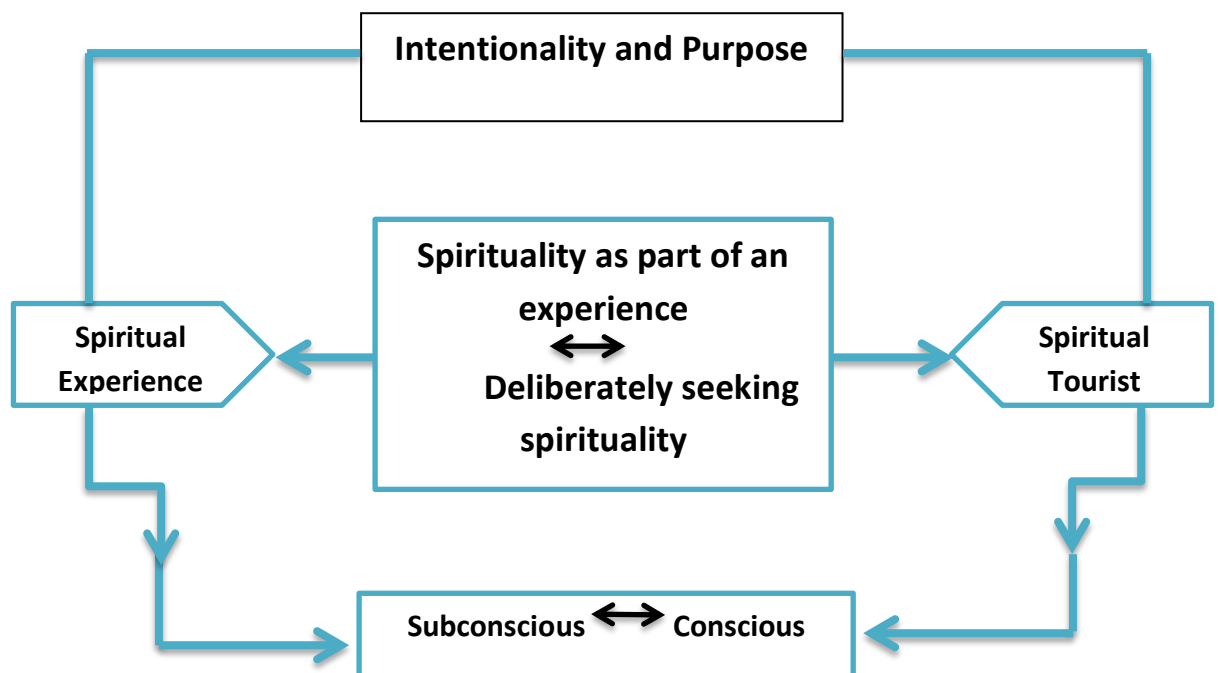 Intentionality and Purpose
Spirituality as part of an
experience
Deliberately seeking
spirituality
Spiritual
Experience
Spiritual
Tourist
Subconscious Conscious